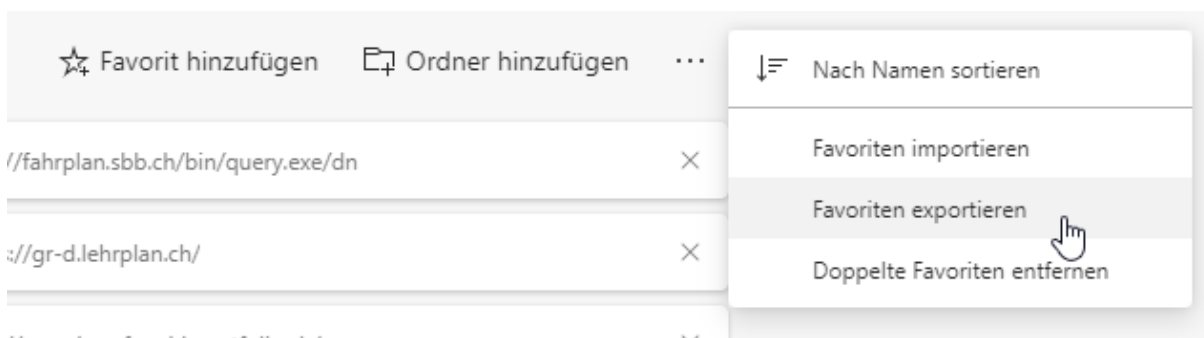 Favorit hinzufügen Ordner hinzufügen ...
Nach Namen sortieren
Favoriten importieren
Favoriten exportieren
Doppelte Favoriten entfernen
//fahrplan.sbb.ch/bin/query.exe/dn
://gr-d.lehrplan.ch/